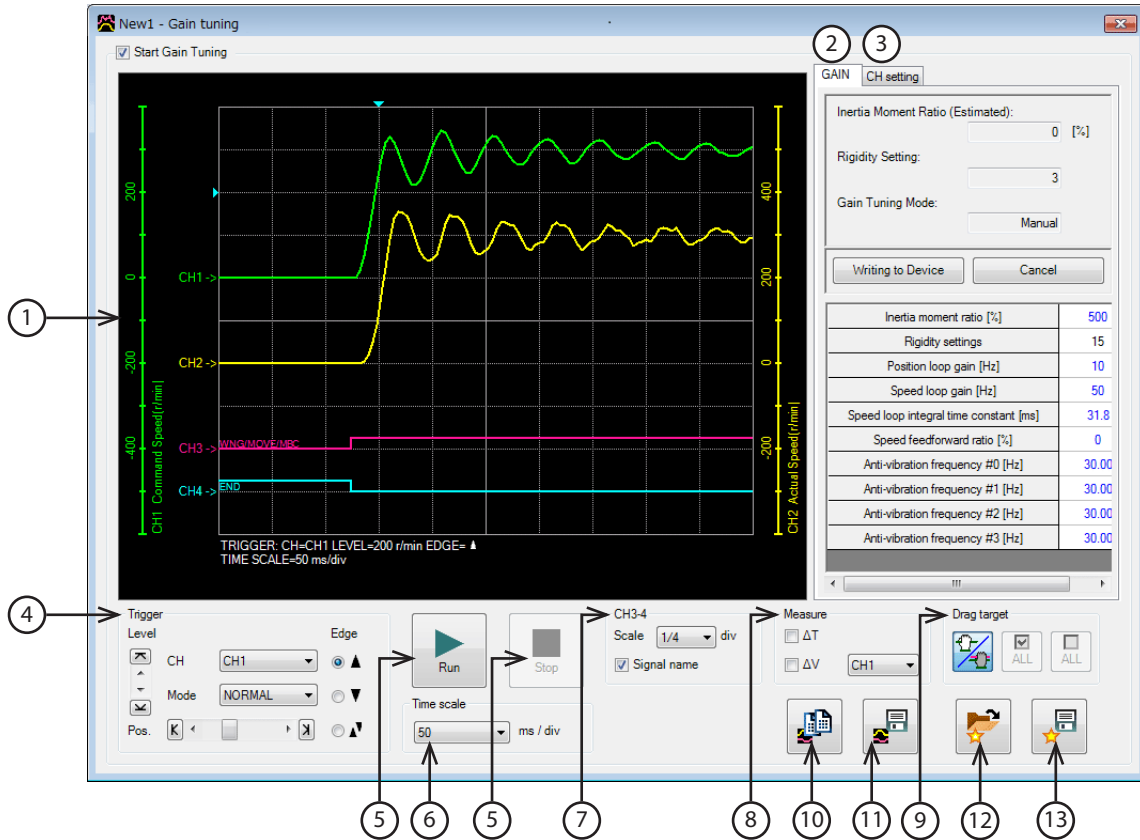 New1 - Gain tuning
Start Gain Tuning
2
3
GAIN
CH setting
Inertia Moment Ratio (Estimated):
0 [%]
Rigidity Setting:
3
Gain Tuning Mode:
Manual
Writing to Device
Cancel
Inertia moment ratio [%] 500
Rigidity settings 15
Position loop gain [Hz] 10
Speed loop gain [Hz] 50
Speed loop integral time constant [ms] 31.8
Speed feedforward ratio [%] 0
Anti-vibration frequency #0 [Hz] 30.00
Anti-vibration frequency #1 [Hz] 30.00
Anti-vibration frequency #2 [Hz] 30.00
Anti-vibration frequency #3 [Hz] 30.00
1
200
0
-200
-400
CH1 Command Speed[r/min]
CH1 ->
CH2 ->
CH3 ->
WNG/MOVE/MBC
CH4 ->
END
400
200
0
-200
CH2 Actual Speed[r/min]
TRIGGER: CH=CH1 LEVEL=200 r/min EDGE=
TIME SCALE=50 ms/div
4
Trigger
Level
Edge
CH
CH1
Mode
NORMAL
Pos.
Run
Stop
Time scale
50
ms / div
CH3-4
Scale
1/4
div
Signal name
Measure
ΔT
ΔV
CH1
Drag target
ALL
ALL
5
6
5
7
8
10
11
9
12
13